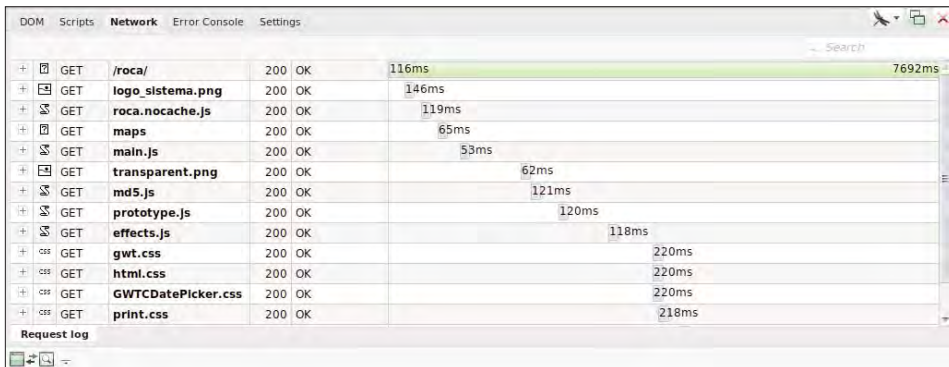 DOM Scripts Network Error Console Settings
Search
+ GET /roca/ 200 OK 116ms 7692ms
+ GET logo_sistema.png 200 OK 146ms
+ GET roca.nocache.js 200 OK 119ms
+ GET maps 200 OK 65ms
+ GET main.js 200 OK 53ms
+ GET transparent.png 200 OK 62ms
+ GET md5.js 200 OK 121ms
+ GET prototype.js 200 OK 120ms
+ GET effects.js 200 OK 118ms
+ css GET gwt.css 200 OK 220ms
+ css GET html.css 200 OK 220ms
+ css GET GWTCDatePicker.css 200 OK 220ms
+ css GET print.css 200 OK 218ms
Request log